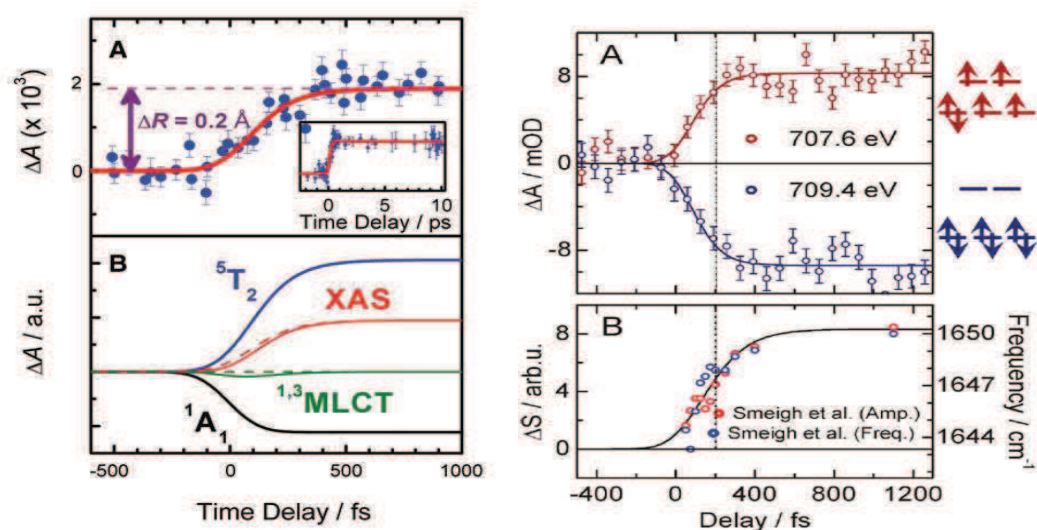 A
ΔA (x 10³)
2
1
0
ΔR = 0.2 Å
0 5 10
Time Delay / ps
B
ΔA / a.u.
⁵T₂
XAS
¹,³MLCT
¹A₁
-500 0 500 1000
Time Delay / fs
A
ΔA / mOD
8
0
-8
707.6 eV
709.4 eV
B
ΔS / arb.u.
8
4
0
Smeigh et al. (Amp.)
Smeigh et al. (Freq.)
1650
1647
1644
Frequency / cm⁻¹
-400 0 400 800 1200
Delay / fs